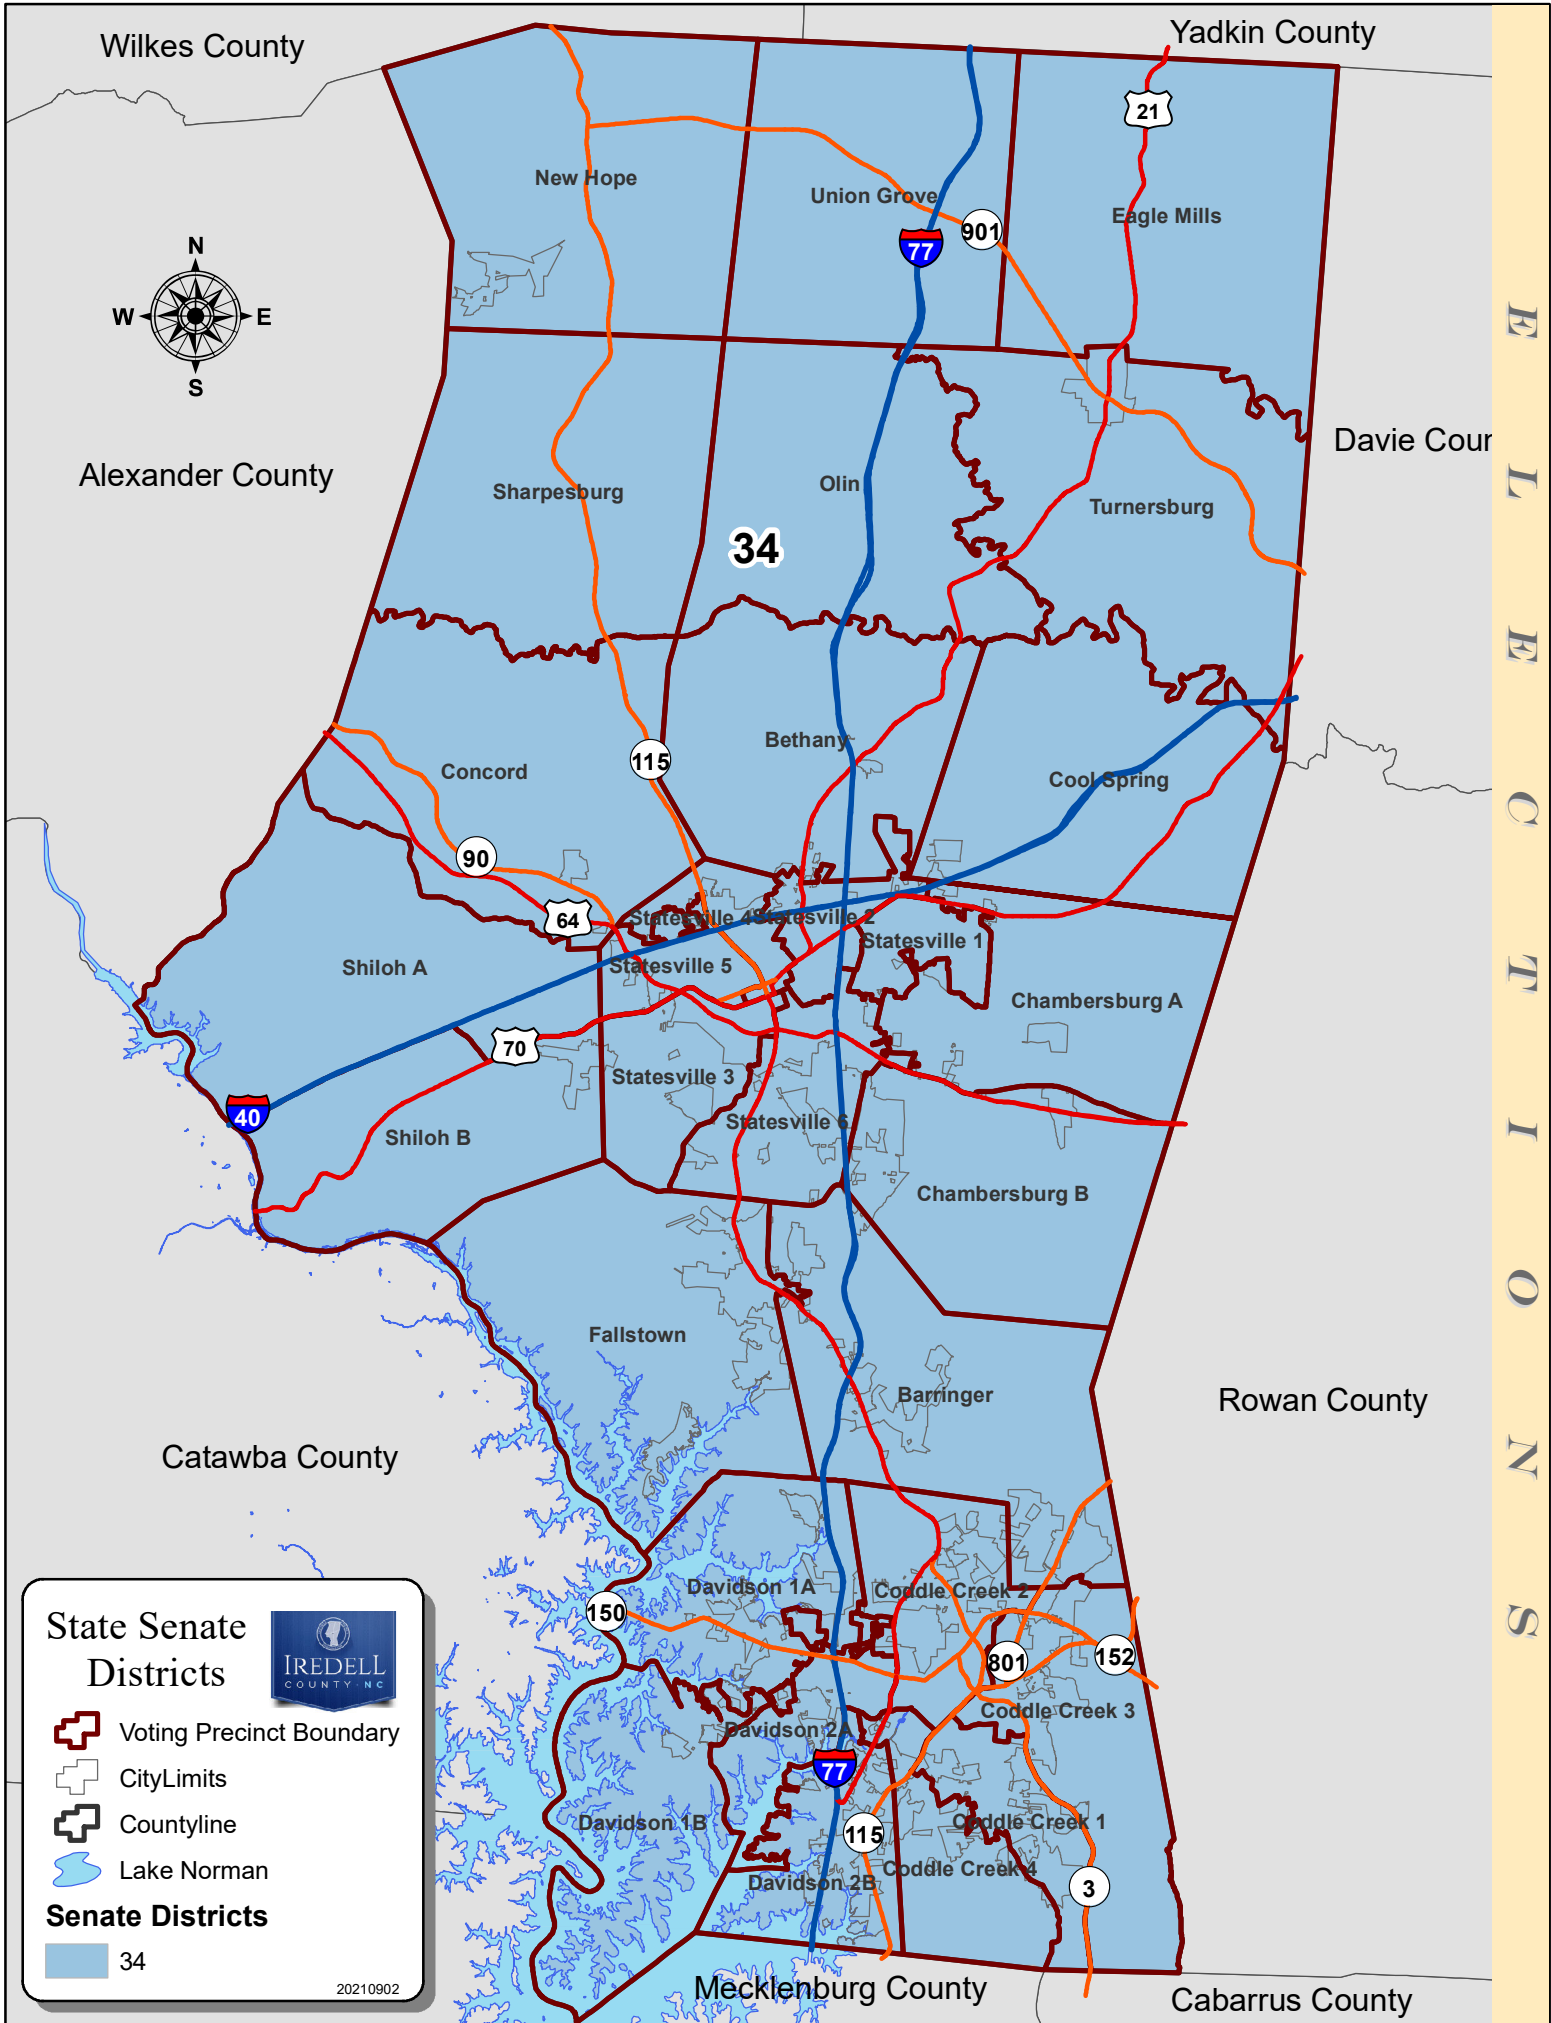 Wilkes County
Yadkin County
21
New Hope
Union Grove
901
Eagle Mills
77
N
W
E
S
Alexander County
Davie Cour
Sharpesburg
Olin
Turnersburg
34
Concord
115
Bethany
Cool Spring
90
64
Statesville 4
Statesville 2
Statesville 1
Shiloh A
Statesville 5
Chambersburg A
70
Statesville 3
40
Shiloh B
Statesville 6
Chambersburg B
Fallstown
Barringer
Rowan County
Catawba County
Davidson 1A
Coddle Creek 2
150
801
152
Coddle Creek 3
Davidson 2A
77
Davidson 1B
115
Coddle Creek 1
Coddle Creek 4
Davidson 2B
3
Mecklenburg County
Cabarrus County
State Senate
Districts
IREDELL
COUNTY NC
Voting Precinct Boundary
CityLimits
Countyline
Lake Norman
Senate Districts
34
20210902
ELECTIONS